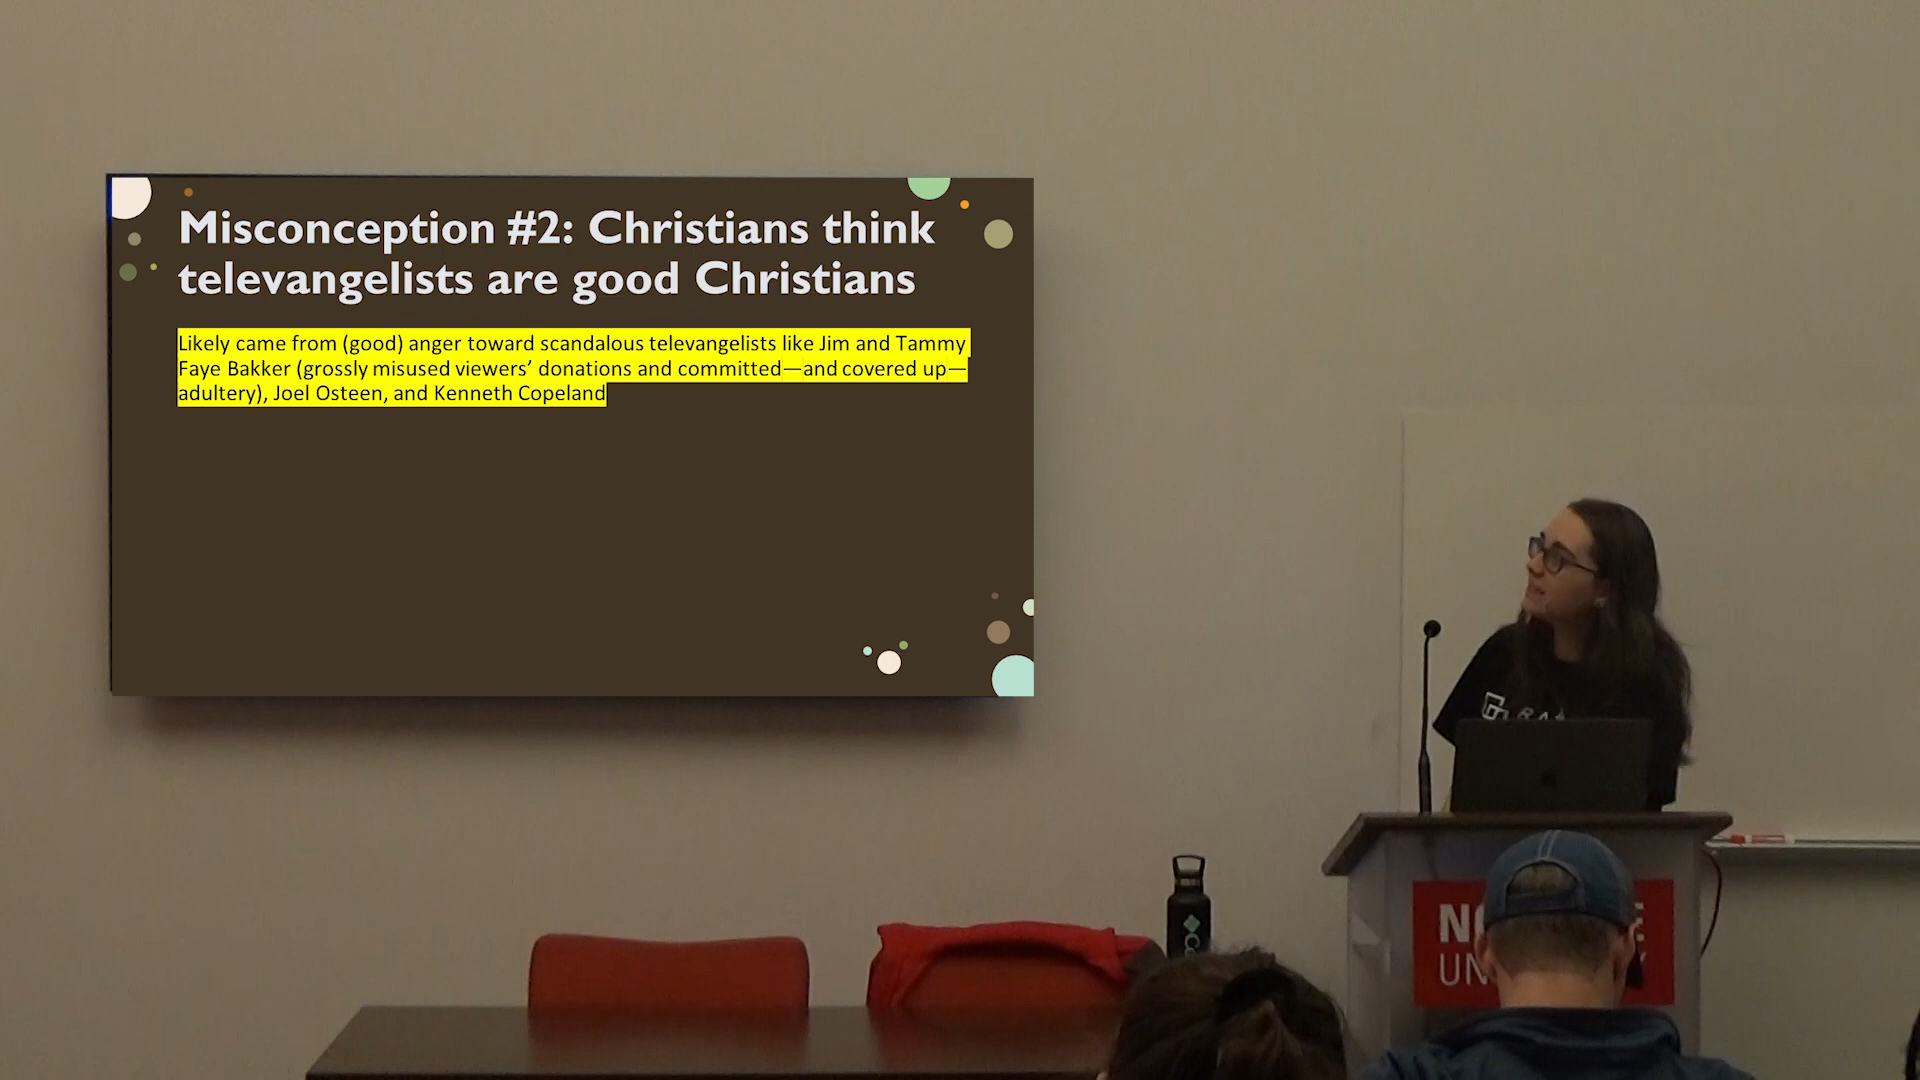 Misconception #2: Christians think
televangelists are good Christians
Likely came from (good) anger toward scandalous televangelists like Jim and Tammy
Faye Bakker (grossly misused viewers’ donations and committed—and covered up—
adultery), Joel Osteen, and Kenneth Copeland